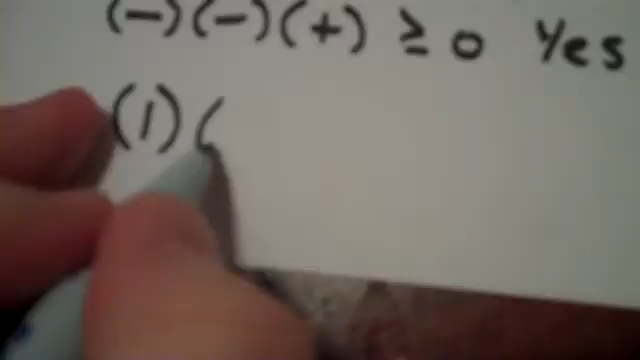 (-)(-)(+) ≥ 0 Yes
(1)(